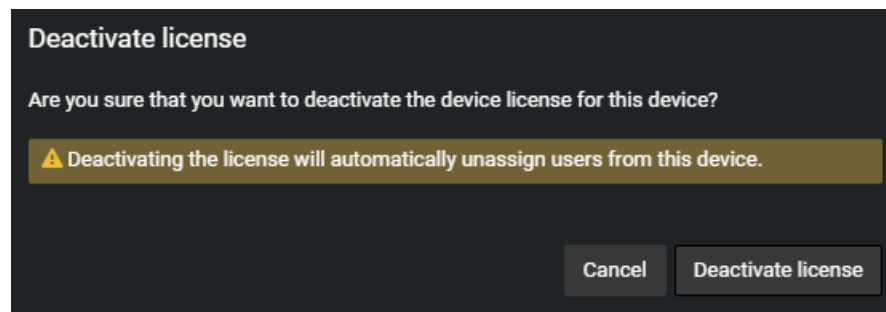 Deactivate license
Are you sure that you want to deactivate the device license for this device?
Deactivating the license will automatically unassign users from this device.
Cancel
Deactivate license